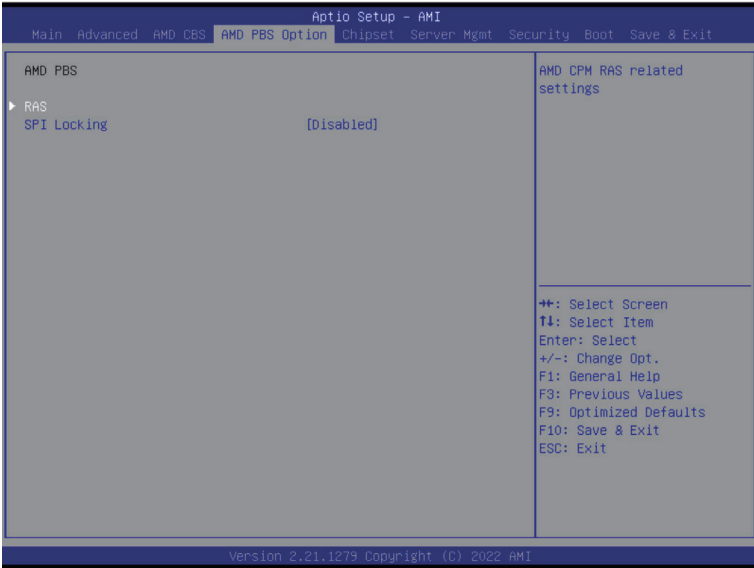 Aptio Setup – AMI
Main Advanced AMD CBS AMD PBS Option Chipset Server Mgmt Security Boot Save & Exit
AMD PBS
RAS
SPI Locking [Disabled]
AMD CPM RAS related
settings
→←: Select Screen
↑↓: Select Item
Enter: Select
+/-: Change Opt.
F1: General Help
F3: Previous Values
F9: Optimized Defaults
F10: Save & Exit
ESC: Exit
Version 2.21.1279 Copyright (C) 2022 AMI